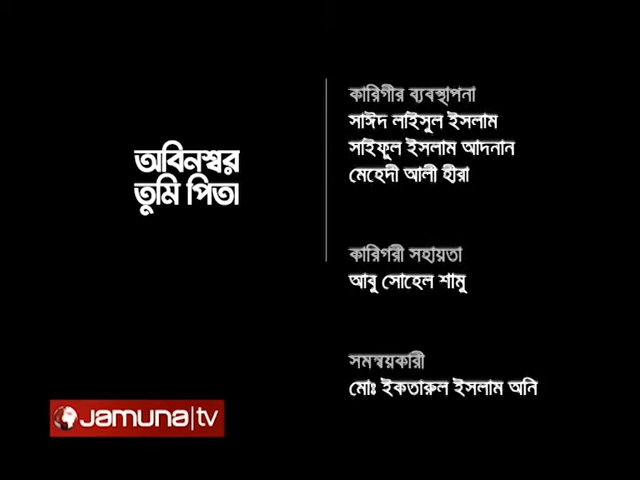 অবিনশ্বর
তুমি পিতা
কারিগীর ব্যবস্থাপনা
সাঈদ লাইসুল ইসলাম
সাইফুল ইসলাম আদনান
মেহেদী আলী হীরা
কারিগরী সহায়তা
আবু সোহেল শামু
সমন্বয়কারী
মোঃ ইকতারুল ইসলাম অনি
Jamuna|tv